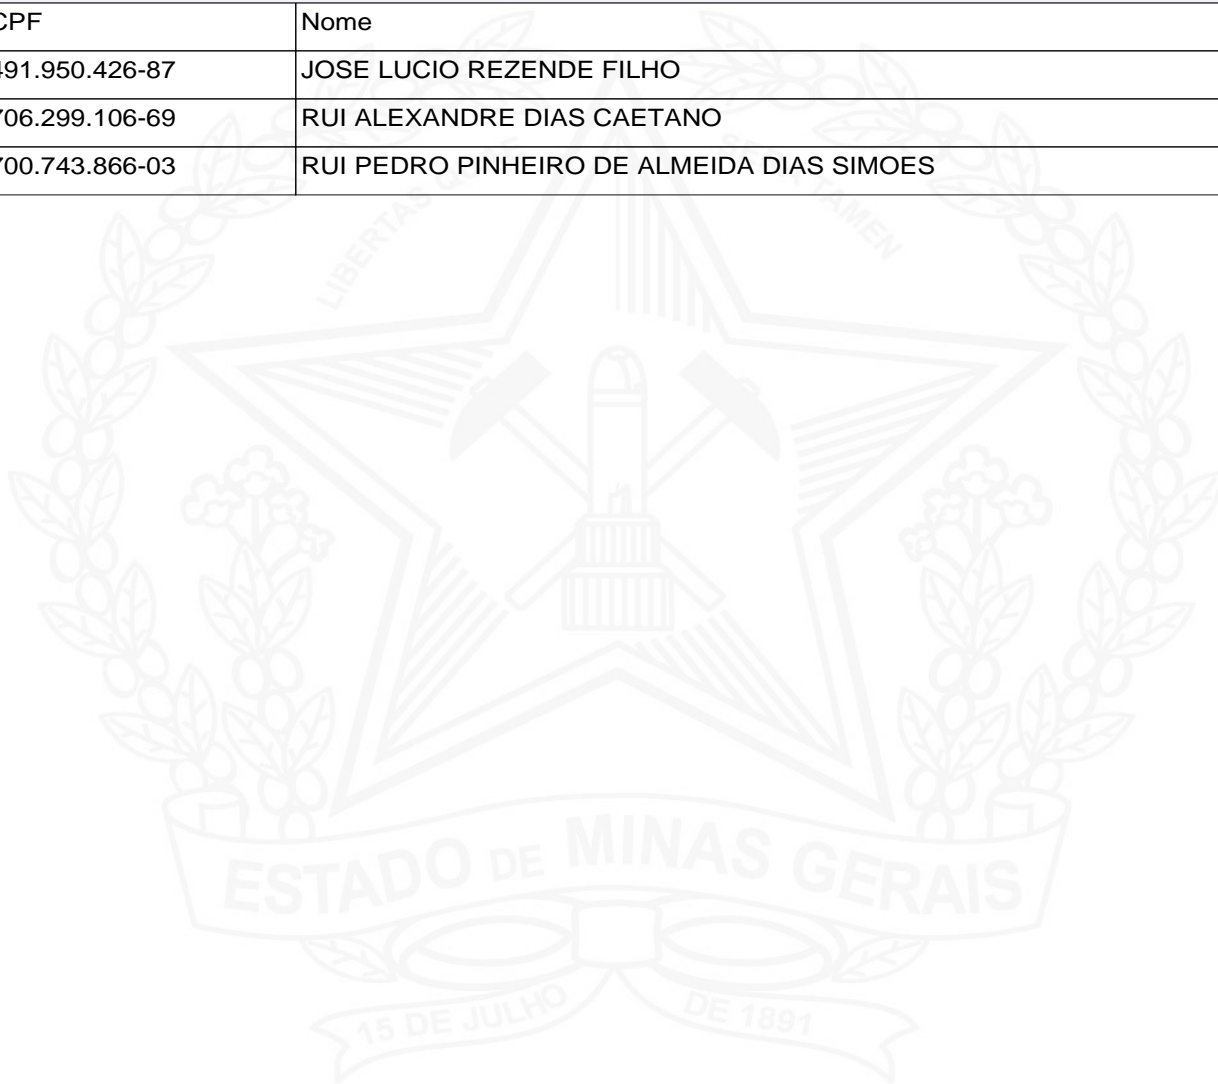 CPF Nome
491.950.426-87 JOSE LUCIO REZENDE FILHO
706.299.106-69 RUI ALEXANDRE DIAS CAETANO
700.743.866-03 RUI PEDRO PINHEIRO DE ALMEIDA DIAS SIMOES
LIBERTAS QUAE SERA TAMEN
ESTADO DE MINAS GERAIS
15 DE JULHO DE 1891